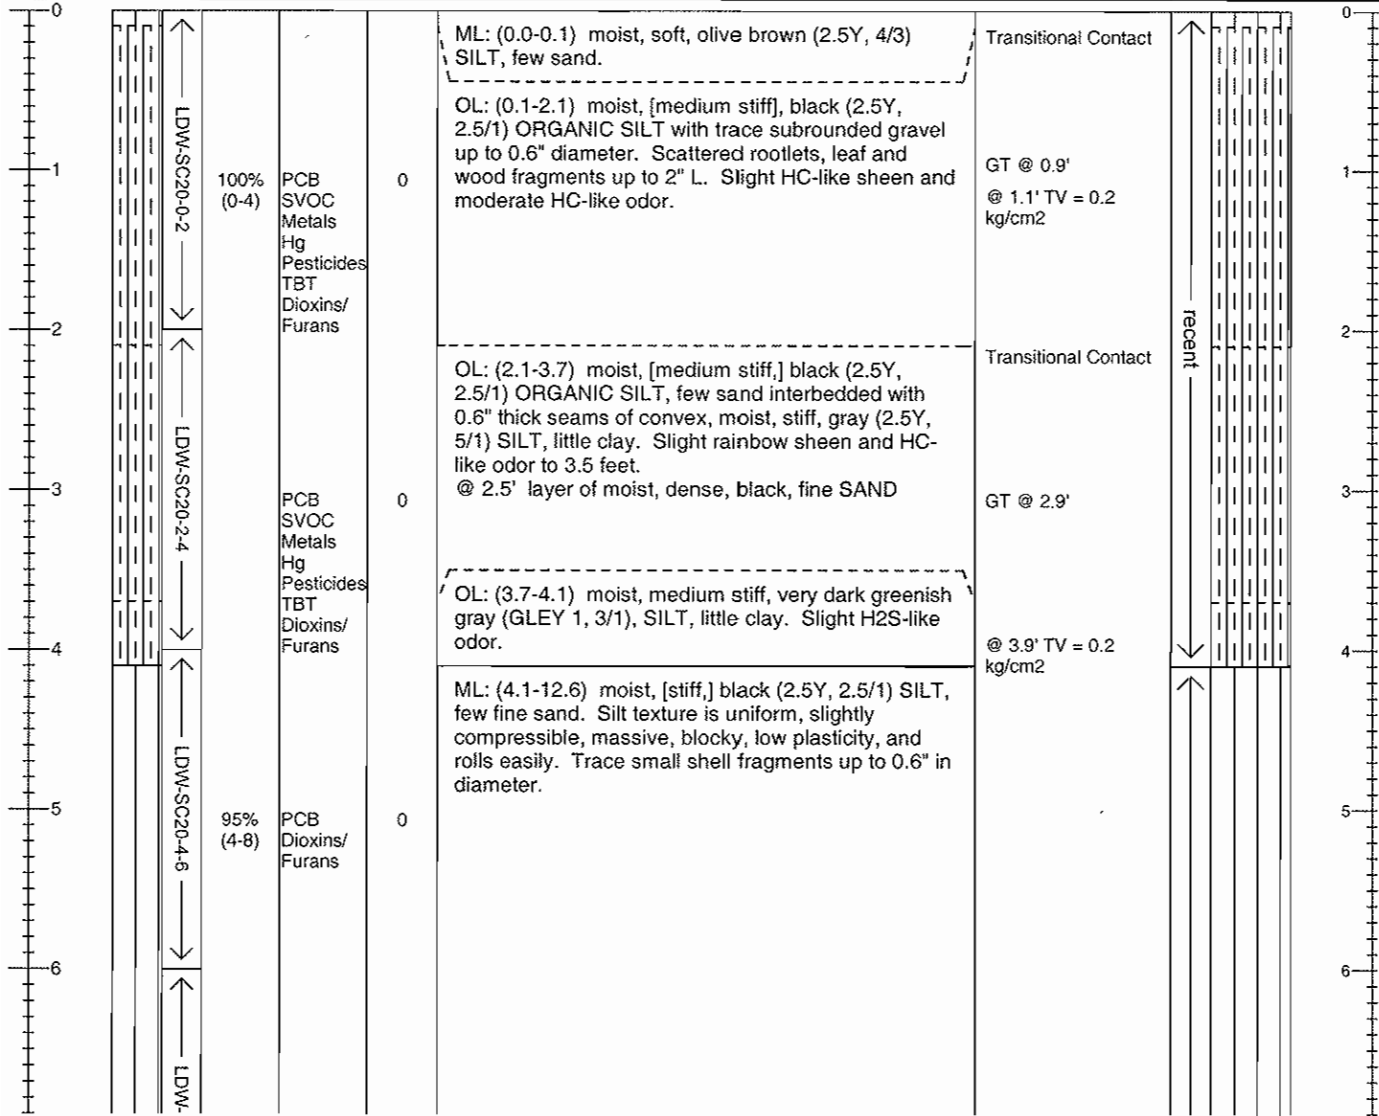 0
0
ML: (0.0-0.1) moist, soft, olive brown (2.5Y, 4/3)
SILT, few sand.
Transitional Contact
OL: (0.1-2.1) moist, [medium stiff], black (2.5Y,
2.5/1) ORGANIC SILT with trace subrounded gravel
up to 0.6" diameter. Scattered rootlets, leaf and
wood fragments up to 2" L. Slight HC-like sheen and
moderate HC-like odor.
LDW-SC20-0-2
1
100%
(0-4)
PCB
SVOC
Metals
Hg
Pesticides
TBT
Dioxins/
Furans
0
GT @ 0.9'
@ 1.1' TV = 0.2
kg/cm2
1
recent
2
2
OL: (2.1-3.7) moist, [medium stiff,] black (2.5Y,
2.5/1) ORGANIC SILT, few sand interbedded with
0.6" thick seams of convex, moist, stiff, gray (2.5Y,
5/1) SILT, little clay. Slight rainbow sheen and HC-
like odor to 3.5 feet.
@ 2.5' layer of moist, dense, black, fine SAND
Transitional Contact
LDW-SC20-2-4
3
PCB
SVOC
Metals
Hg
Pesticides
TBT
Dioxins/
Furans
0
GT @ 2.9'
3
OL: (3.7-4.1) moist, medium stiff, very dark greenish
gray (GLEY 1, 3/1), SILT, little clay. Slight H2S-like
odor.
@ 3.9' TV = 0.2
kg/cm2
4
4
ML: (4.1-12.6) moist, [stiff,] black (2.5Y, 2.5/1) SILT,
few fine sand. Silt texture is uniform, slightly
compressible, massive, blocky, low plasticity, and
rolls easily. Trace small shell fragments up to 0.6" in
diameter.
LDW-SC20-4-6
5
95%
(4-8)
PCB
Dioxins/
Furans
0
5
6
6
LDW-